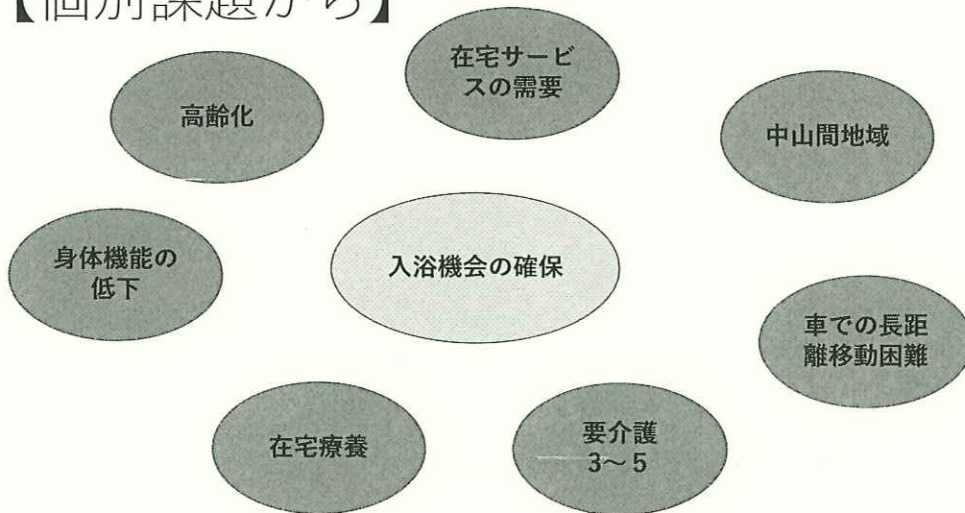 【個別課題から】
在宅サービ
スの需要
高齢化
中山間地域
身体機能の
低下
入浴機会の確保
車での長距
離移動困難
在宅療養
要介護
3～5